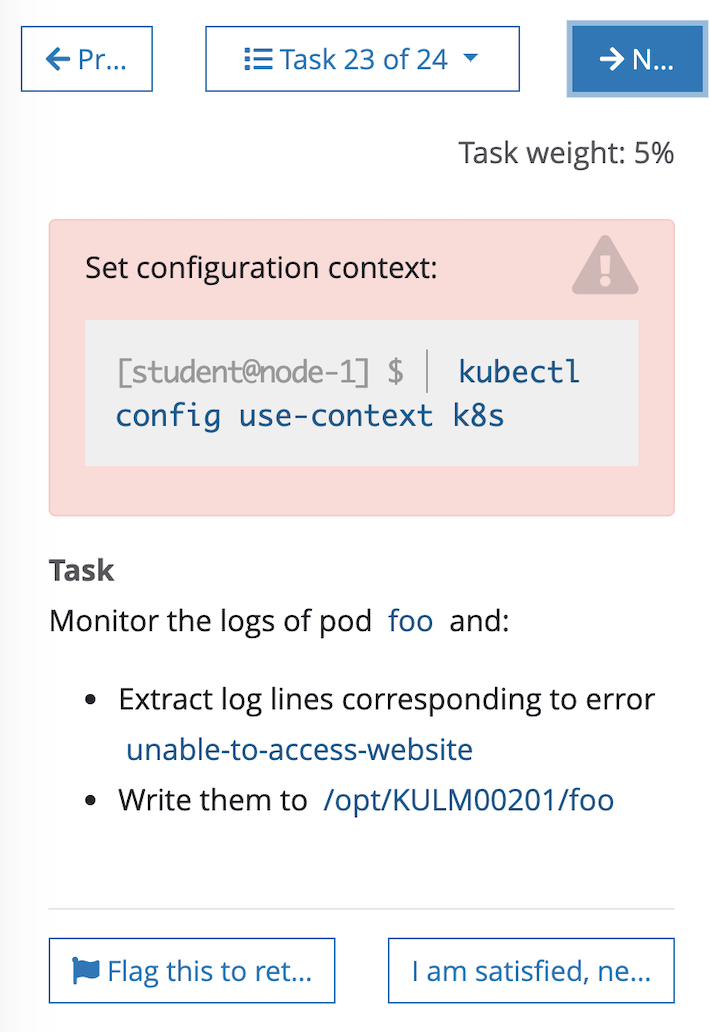 Pr...
Task 23 of 24
N...
Task weight: 5%
Set configuration context:
[student@node-1] $ | kubectl
config use-context k8s
Task
Monitor the logs of pod foo and:
• Extract log lines corresponding to error
unable-to-access-website
• Write them to /opt/KULM00201/foo
Flag this to ret...
I am satisfied, ne...